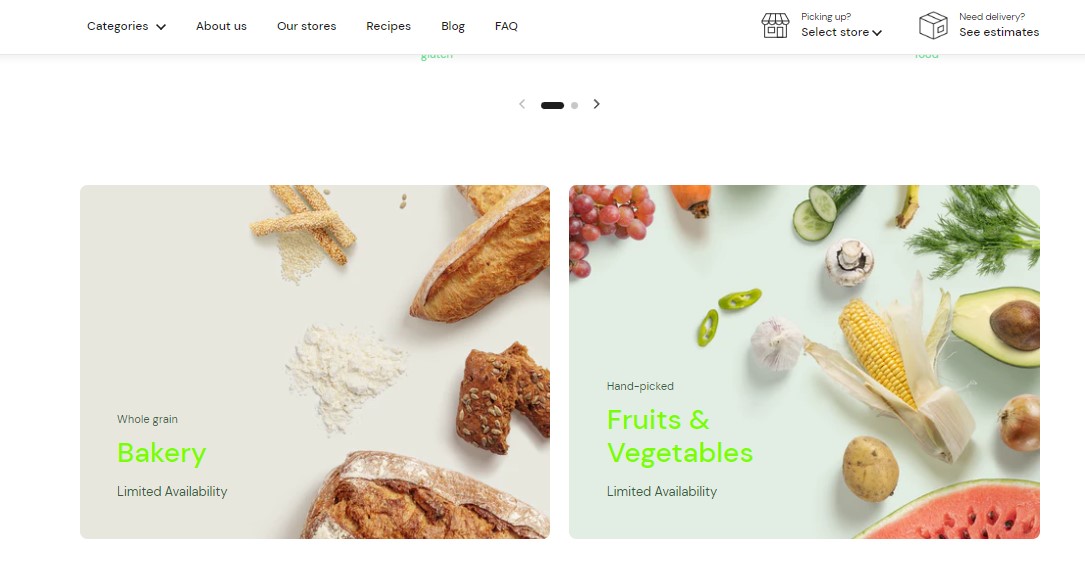 Categories About us Our stores Recipes Blog FAQ
Picking up?
Select store
Need delivery?
See estimates
gluten food
Whole grain
Bakery
Limited Availability
Hand-picked
Fruits &
Vegetables
Limited Availability